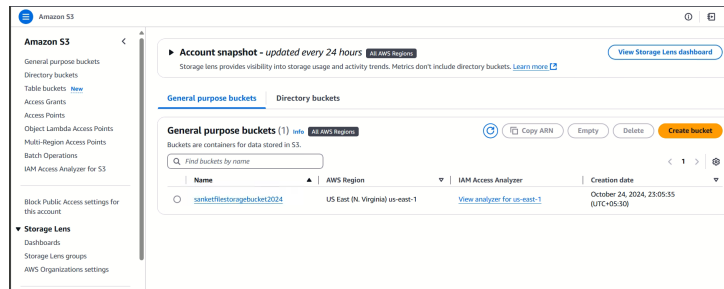 Amazon S3
Amazon S3
General purpose buckets
Directory buckets
Table buckets New
Access Grants
Access Points
Object Lambda Access Points
Multi-Region Access Points
Batch Operations
IAM Access Analyzer for S3
Block Public Access settings for
this account
Storage Lens
Dashboards
Storage Lens groups
AWS Organizations settings
Account snapshot - updated every 24 hours All AWS Regions
View Storage Lens dashboard
Storage lens provides visibility into storage usage and activity trends. Metrics don't include directory buckets. Learn more
General purpose buckets Directory buckets
General purpose buckets (1) Info All AWS Regions
Copy ARN Empty Delete Create bucket
Buckets are containers for data stored in S3.
Find buckets by name
1
Name AWS Region IAM Access Analyzer Creation date
sanketfilestoragebucket2024 US East (N. Virginia) us-east-1 View analyzer for us-east-1 October 24, 2024, 23:05:35
(UTC+05:30)